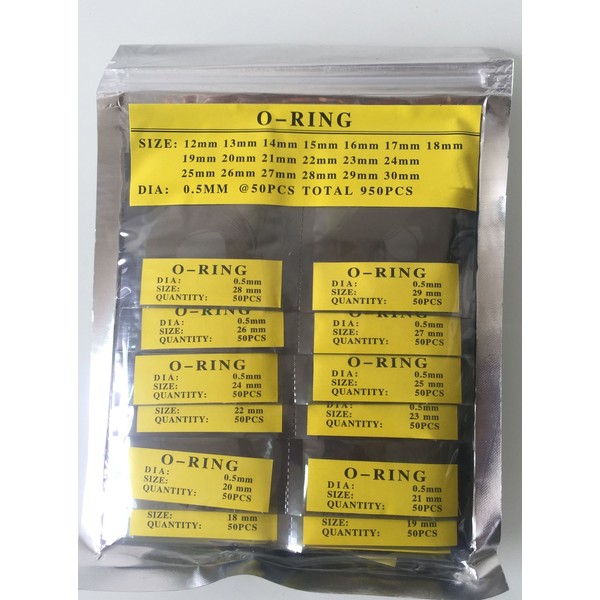 O-RING
SIZE: 12mm 13mm 14mm 15mm 16mm 17mm 18mm
19mm 20mm 21mm 22mm 23mm 24mm
25mm 26mm 27mm 28mm 29mm 30mm
DIA: 0.5MM @50PCS TOTAL 950PCS
O-RING
DIA: 0.5mm
SIZE: 28 mm
QUANTITY: 50PCS
O-RING
DIA: 0.5mm
SIZE: 26 mm
QUANTITY: 50PCS
O-RING
DIA: 0.5mm
SIZE: 24 mm
QUANTITY: 50PCS
SIZE: 22 mm
QUANTITY: 50PCS
O-RING
DIA: 0.5mm
SIZE: 20 mm
QUANTITY: 50PCS
SIZE: 18 mm
QUANTITY: 50PCS
O-RING
DIA: 0.5mm
SIZE: 29 mm
QUANTITY: 50PCS
O-RING
DIA: 0.5mm
SIZE: 27 mm
QUANTITY: 50PCS
O-RING
DIA: 0.5mm
SIZE: 25 mm
QUANTITY: 50PCS
DIA: 0.5mm
SIZE: 23 mm
QUANTITY: 50PCS
O-RING
DIA: 0.5mm
SIZE: 21 mm
QUANTITY: 50PCS
SIZE: 19 mm
QUANTITY: 50PCS